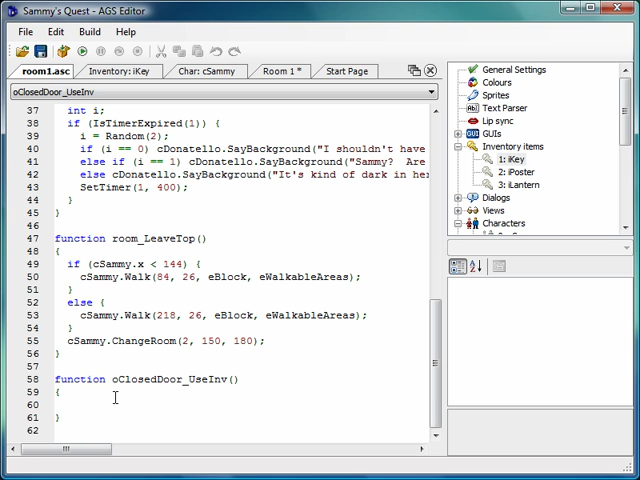 Sammy's Quest - AGS Editor
File Edit Build Help
room1.asc Inventory: iKey Char: cSammy Room 1 * Start Page
oClosedDoor_UseInv
37 int i;
38 if (IsTimerExpired(1)) {
39 i = Random(2);
40 if (i == 0) cDonatello.SayBackground("I shouldn't have
41 else if (i == 1) cDonatello.SayBackground("Sammy? Are
42 else cDonatello.SayBackground("It's kind of dark in her
43 SetTimer(1, 400);
44 }
45 }
46
47 function room_LeaveTop()
48 {
49 if (cSammy.x < 144) {
50 cSammy.Walk(84, 26, eBlock, eWalkableAreas);
51 }
52 else {
53 cSammy.Walk(218, 26, eBlock, eWalkableAreas);
54 }
55 cSammy.ChangeRoom(2, 150, 180);
56 }
57
58 function oClosedDoor_UseInv()
59 {
60
61 }
62
General Settings
Colours
Sprites
Text Parser
Lip sync
GUIs
Inventory items
1: iKey
2: iPoster
3: iLantern
Dialogs
Views
Characters